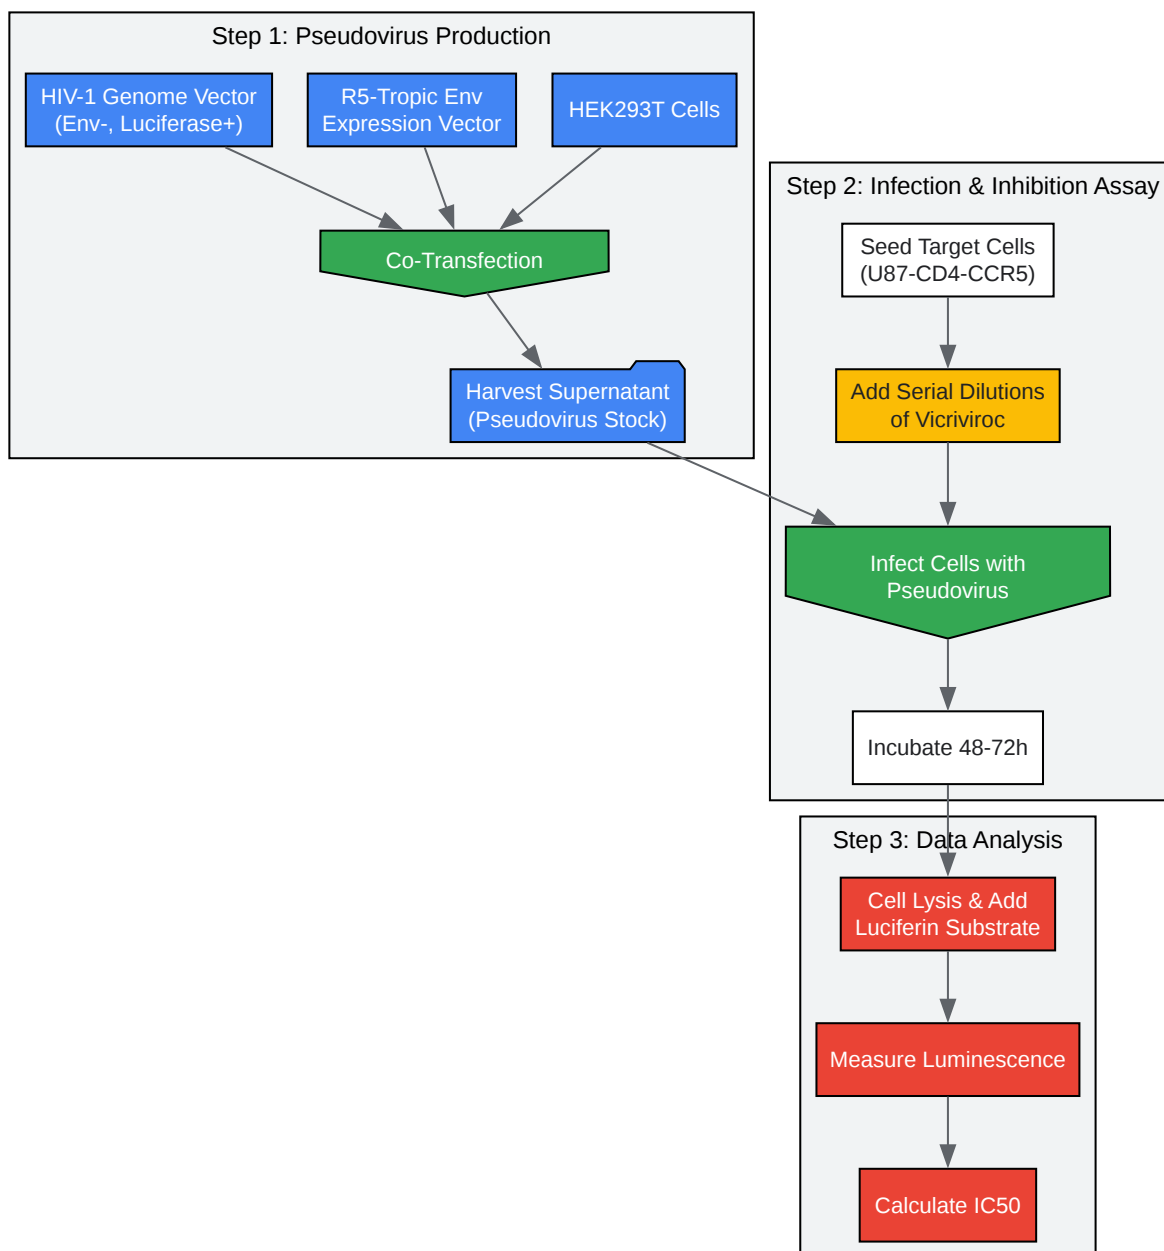 Step 1: Pseudovirus Production
HIV-1 Genome Vector
(Env-, Luciferase+)
R5-Tropic Env
Expression Vector
HEK293T Cells
Co-Transfection
Harvest Supernatant
(Pseudovirus Stock)
Step 2: Infection & Inhibition Assay
Seed Target Cells
(U87-CD4-CCR5)
Add Serial Dilutions
of Vicriviroc
Infect Cells with
Pseudovirus
Incubate 48-72h
Step 3: Data Analysis
Cell Lysis & Add
Luciferin Substrate
Measure Luminescence
Calculate IC50